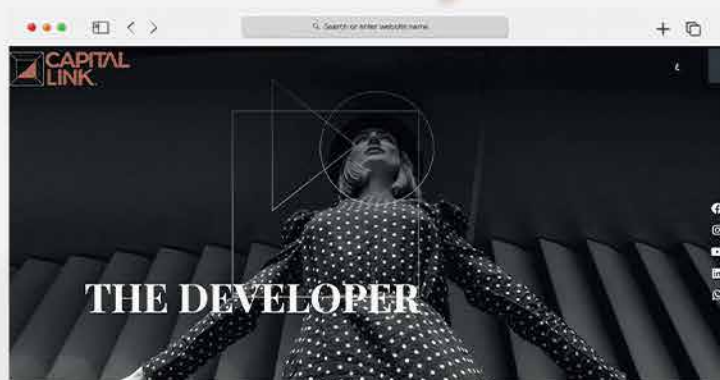 Search or enter website name
CAPITAL
LINK.
ع
THE DEVELOPER